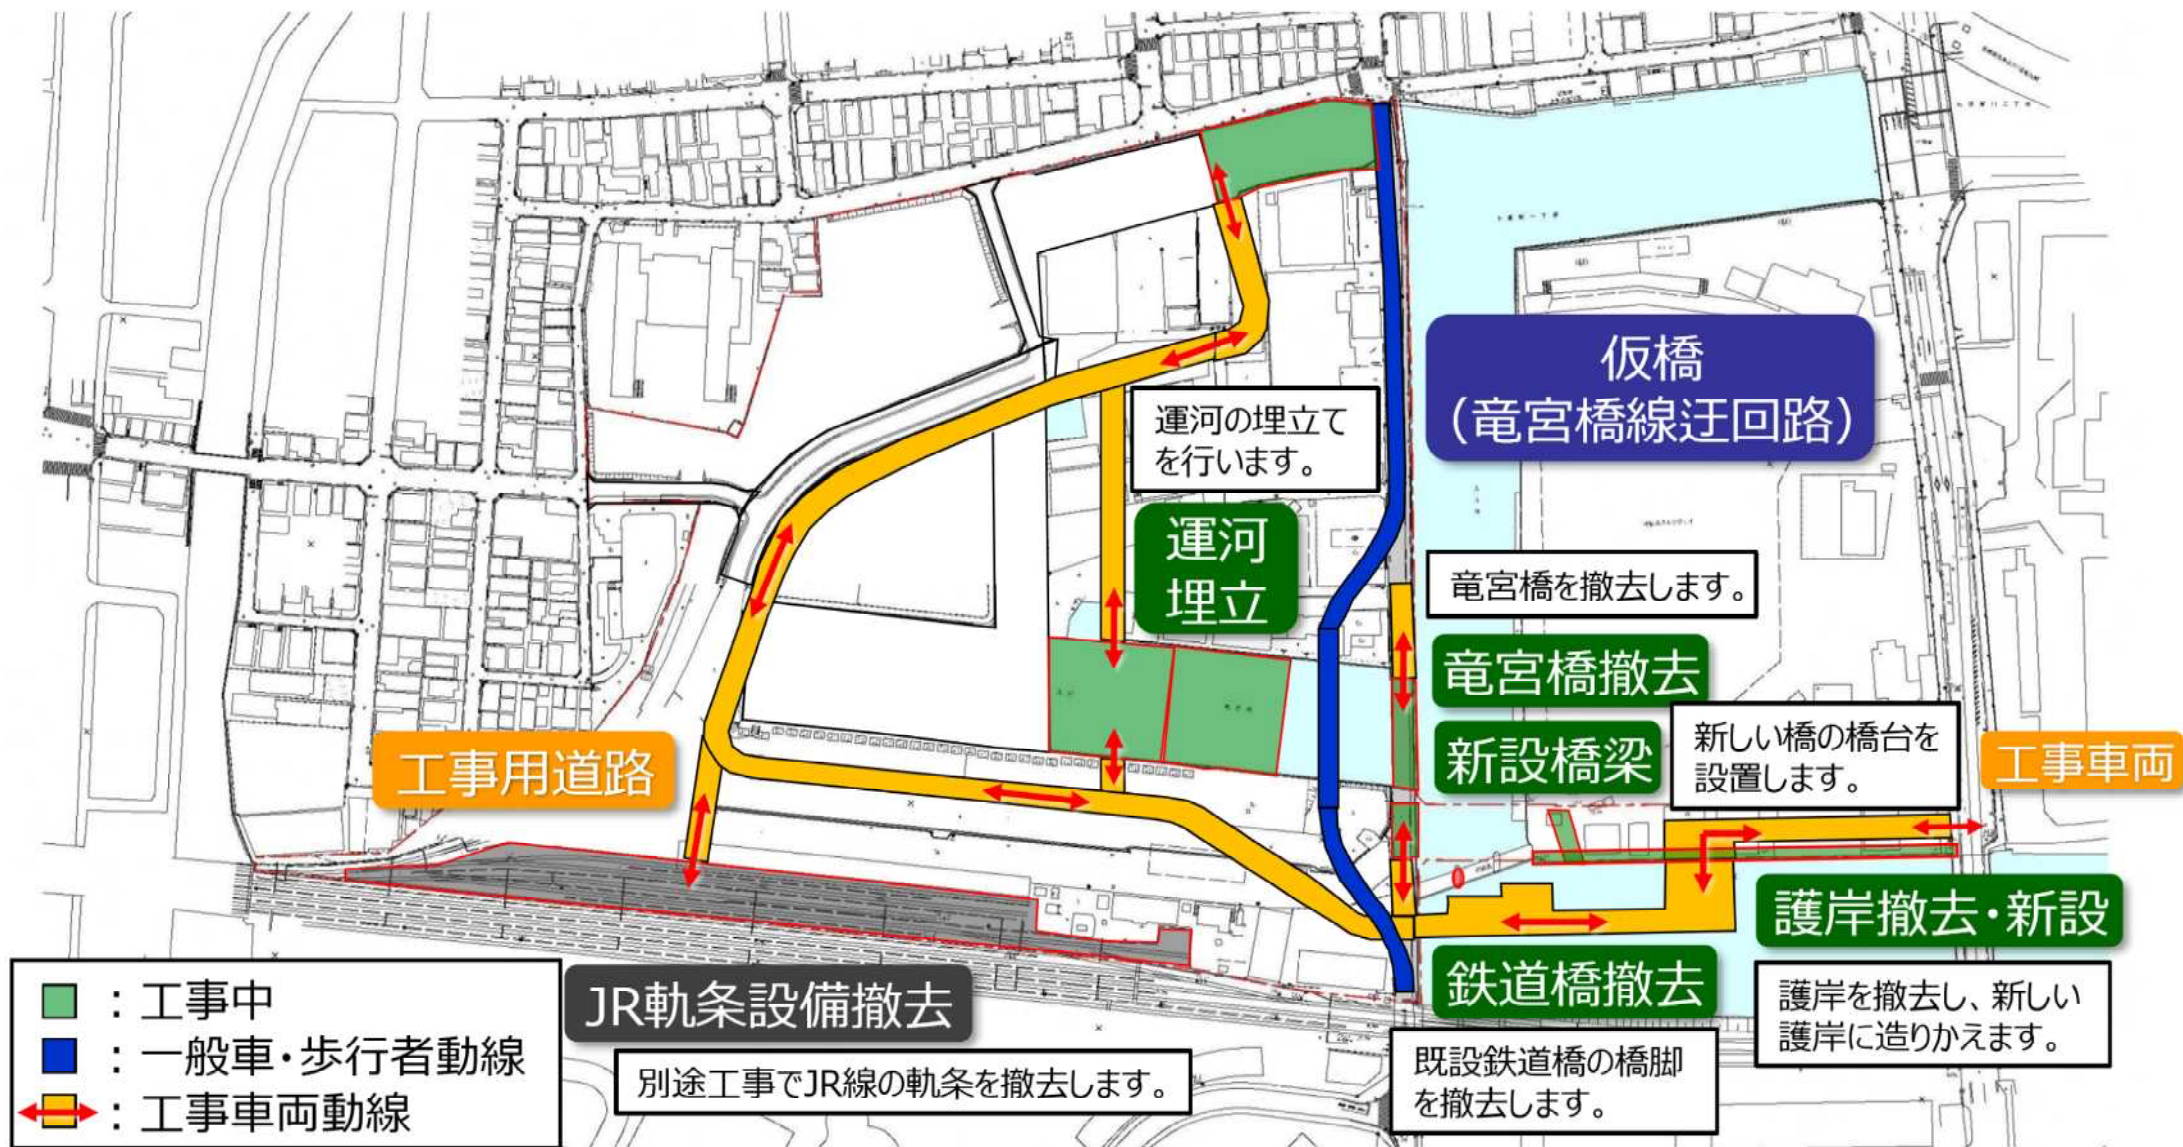 仮橋
（竜宮橋線迂回路）
運河の埋立て
を行います。
運河
埋立
竜宮橋を撤去します。
竜宮橋撤去
新設橋梁
新しい橋の橋台を
設置します。
工事用道路
工事車両
護岸撤去・新設
護岸を撤去し、新しい
護岸に造りかえます。
鉄道橋撤去
既設鉄道橋の橋脚
を撤去します。
JR軌条設備撤去
別途工事でJR線の軌条を撤去します。
：工事中
：一般車・歩行者動線
：工事車両動線